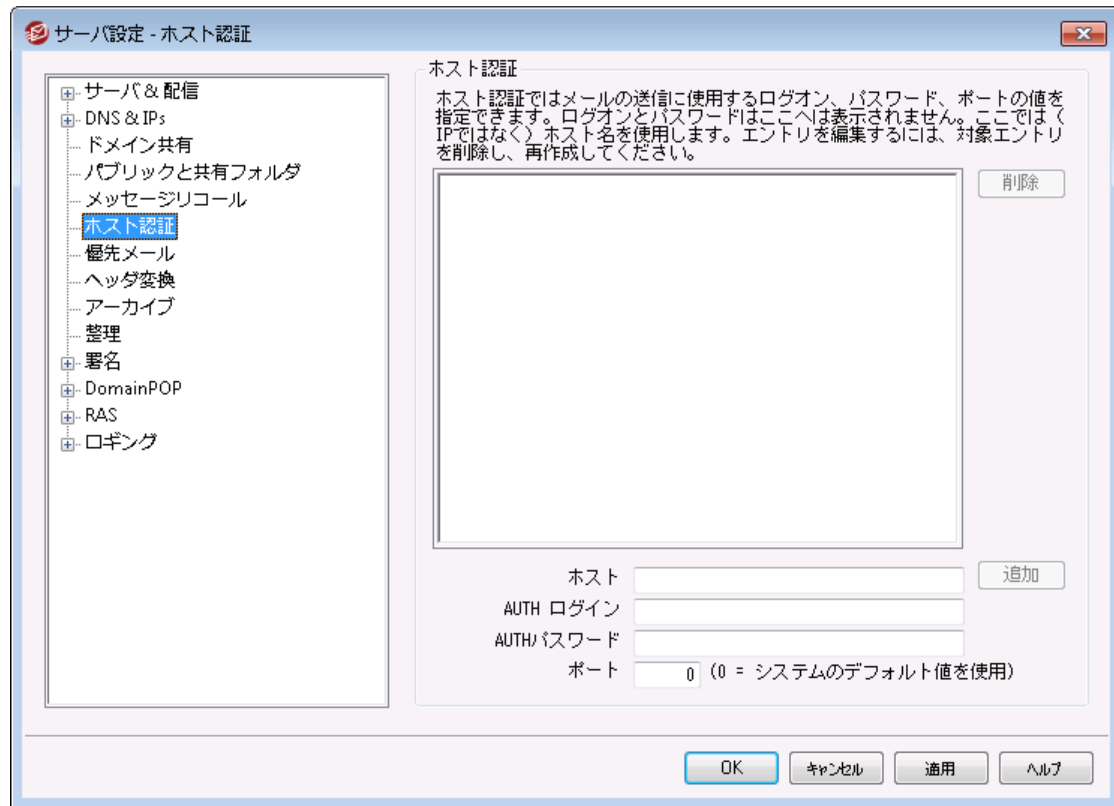 サーバ設定 - ホスト認証
サーバ & 配信
DNS & IPs
ドメイン共有
パブリックと共有フォルダ
メッセージリコール
ホスト認証
優先メール
ヘッダ変換
アーカイブ
整理
署名
DomainPOP
RAS
ロギング
ホスト認証
ホスト認証ではメールの送信に使用するログオン、パスワード、ポートの値を
指定できます。ログオンとパスワードはここへは表示されません。ここでは（
IPではなく）ホスト名を使用します。エントリを編集するには、対象エントリ
を削除し、再作成してください。
削除
ホスト
追加
AUTH ログイン
AUTHパスワード
ポート 0 (0 = システムのデフォルト値を使用)
OK キャンセル 適用 ヘルプ